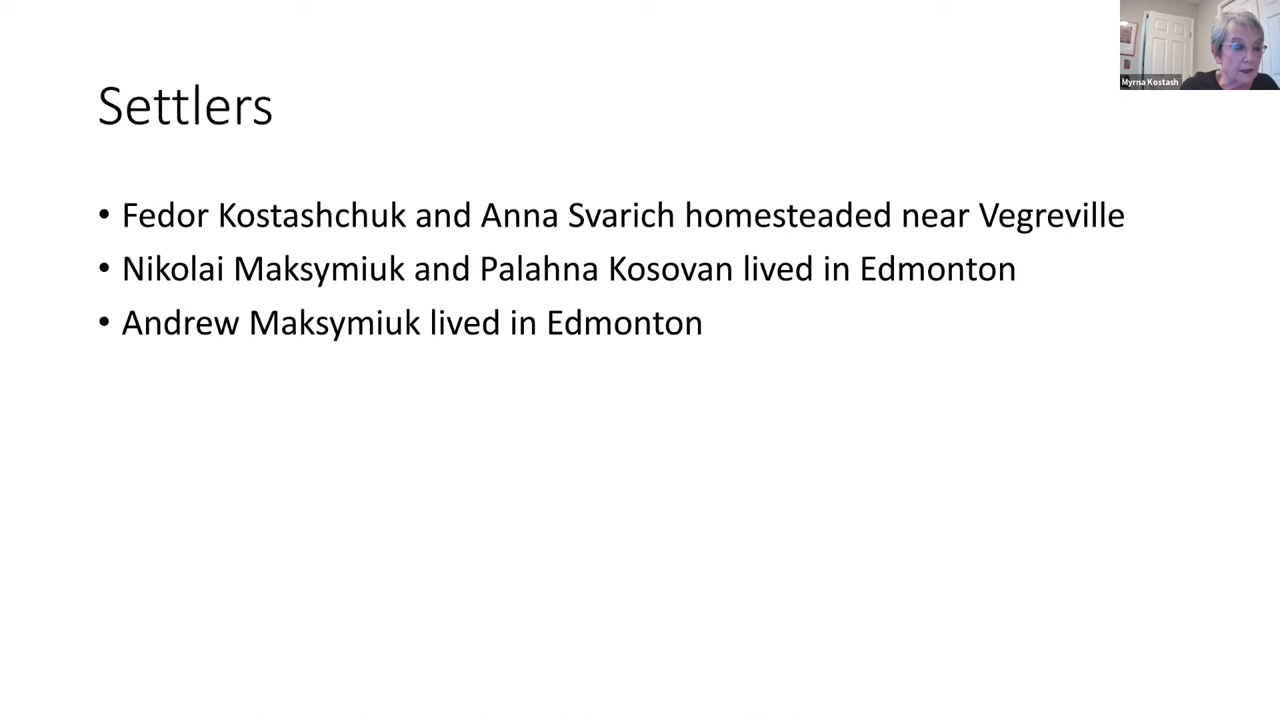 Myrna Kostash
Settlers
• Fedor Kostashchuk and Anna Svarich homesteaded near Vegreville
• Nikolai Maksymiuk and Palahna Kosovan lived in Edmonton
• Andrew Maksymiuk lived in Edmonton